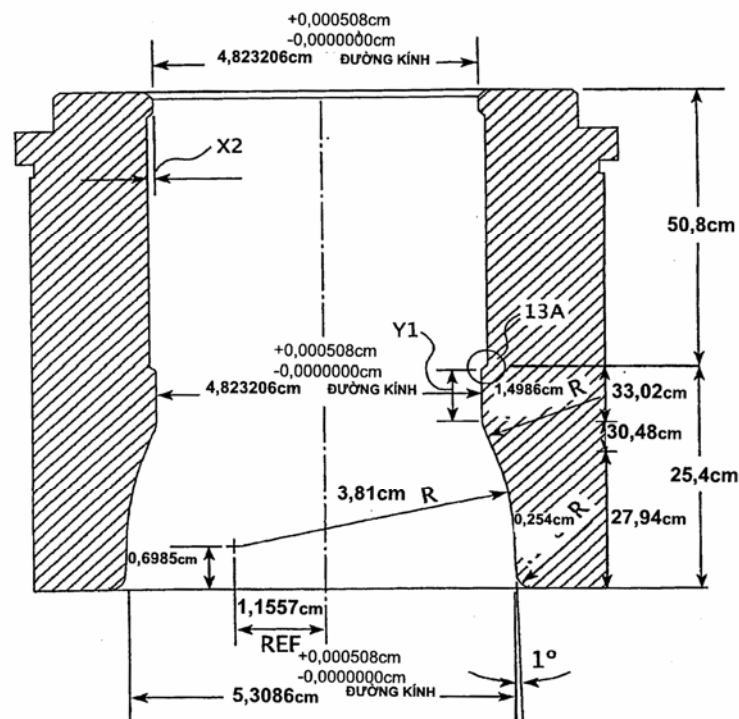 +0,000508cm
-0,0000000cm
4,823206cm ĐƯỜNG KÍNH
X2
50,8cm
13A
Y1
+0,000508cm
-0,0000000cm
4,823206cm ĐƯỜNG KÍNH
1,4986cm R
33,02cm
30,48cm
25,4cm
3,81cm R
0,254cm R
27,94cm
0,6985cm
1,1557cm
REF
+0,000508cm
-0,0000000cm
5,3086cm ĐƯỜNG KÍNH
1°